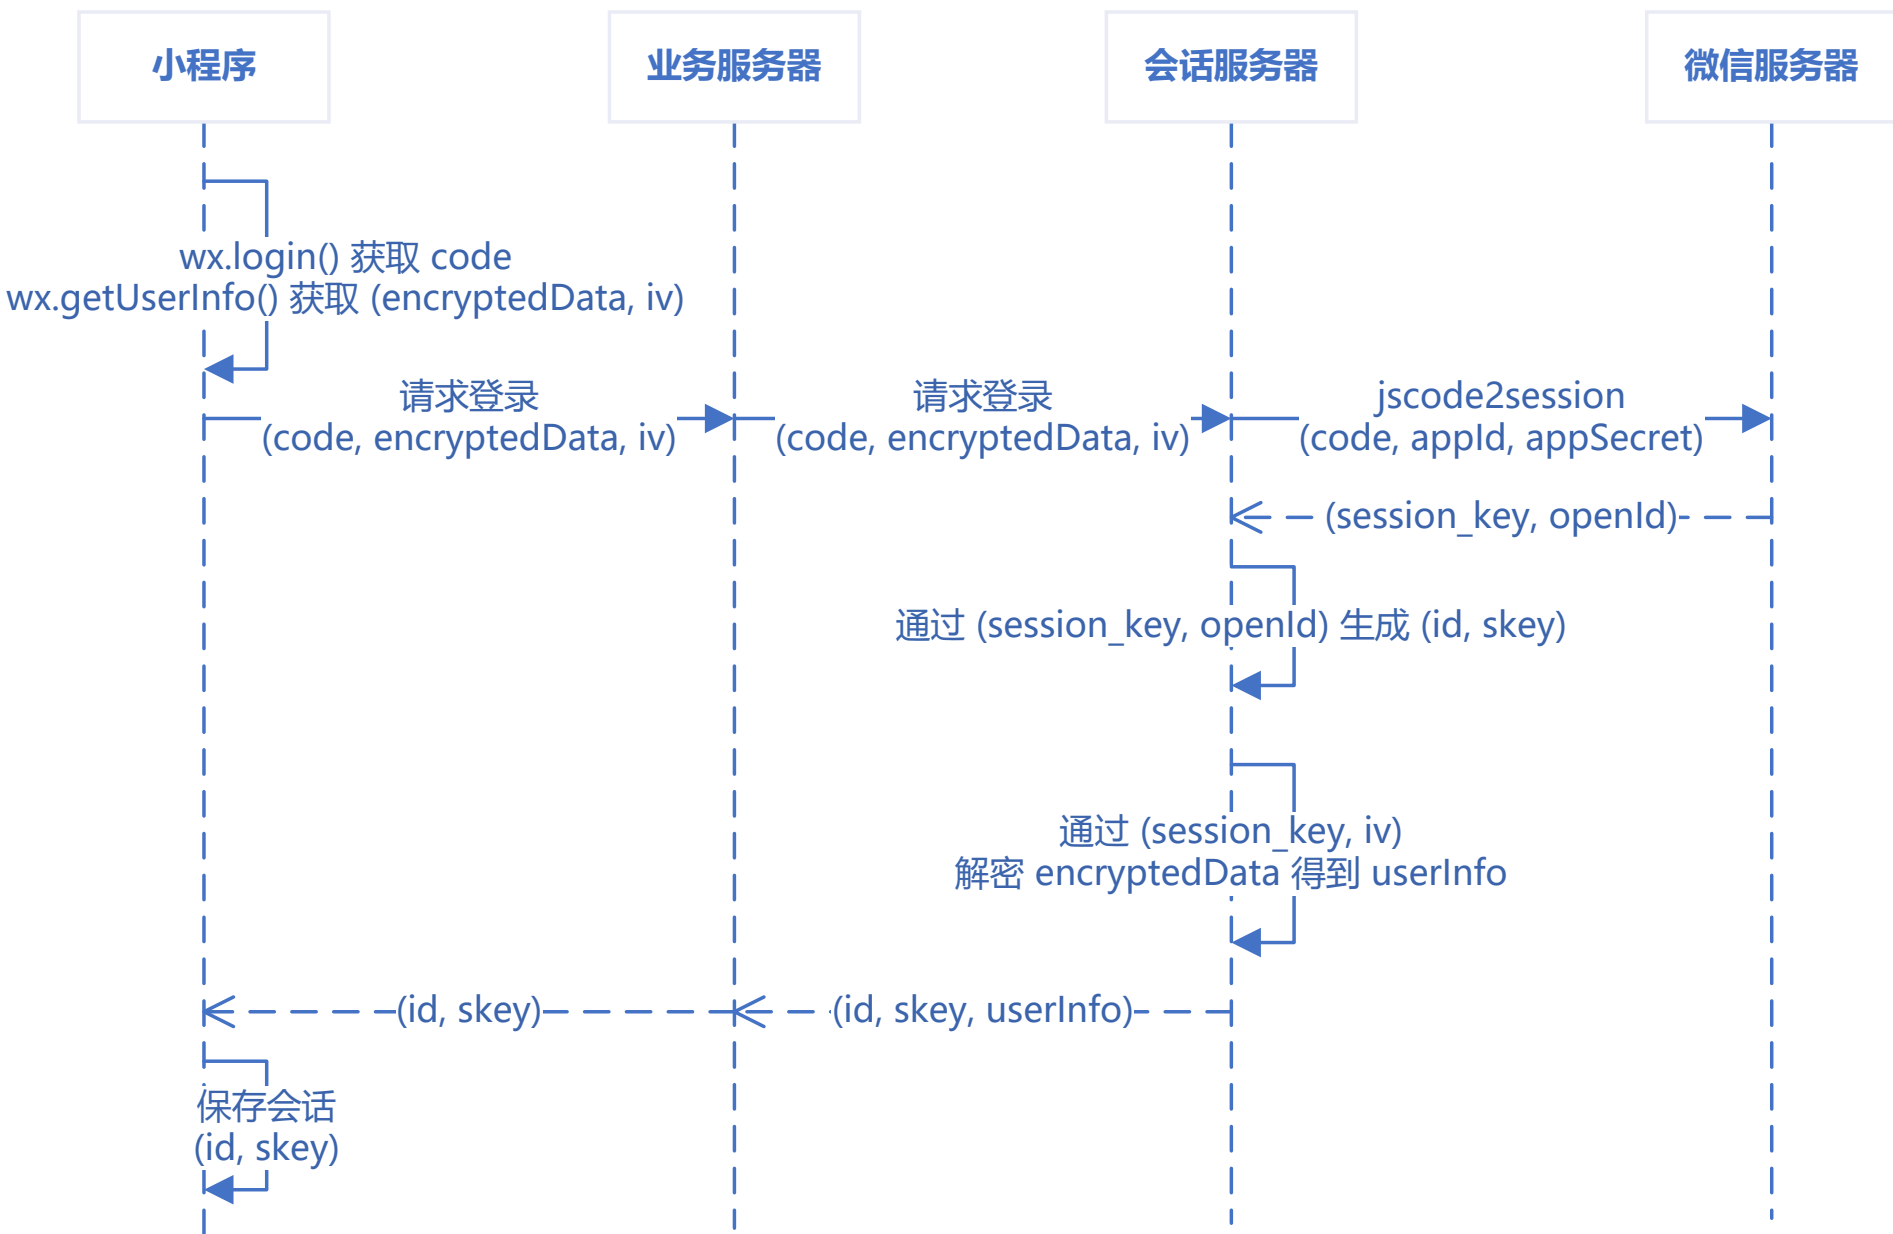 小程序
业务服务器
会话服务器
微信服务器
wx.login() 获取 code
wx.getUserInfo() 获取 (encryptedData, iv)
请求登录
(code, encryptedData, iv)
请求登录
(code, encryptedData, iv)
jscode2session
(code, appId, appSecret)
(session_key, openId)
通过 (session_key, openId) 生成 (id, skey)
通过 (session_key, iv)
解密 encryptedData 得到 userInfo
(id, skey)
(id, skey, userInfo)
保存会话
(id, skey)